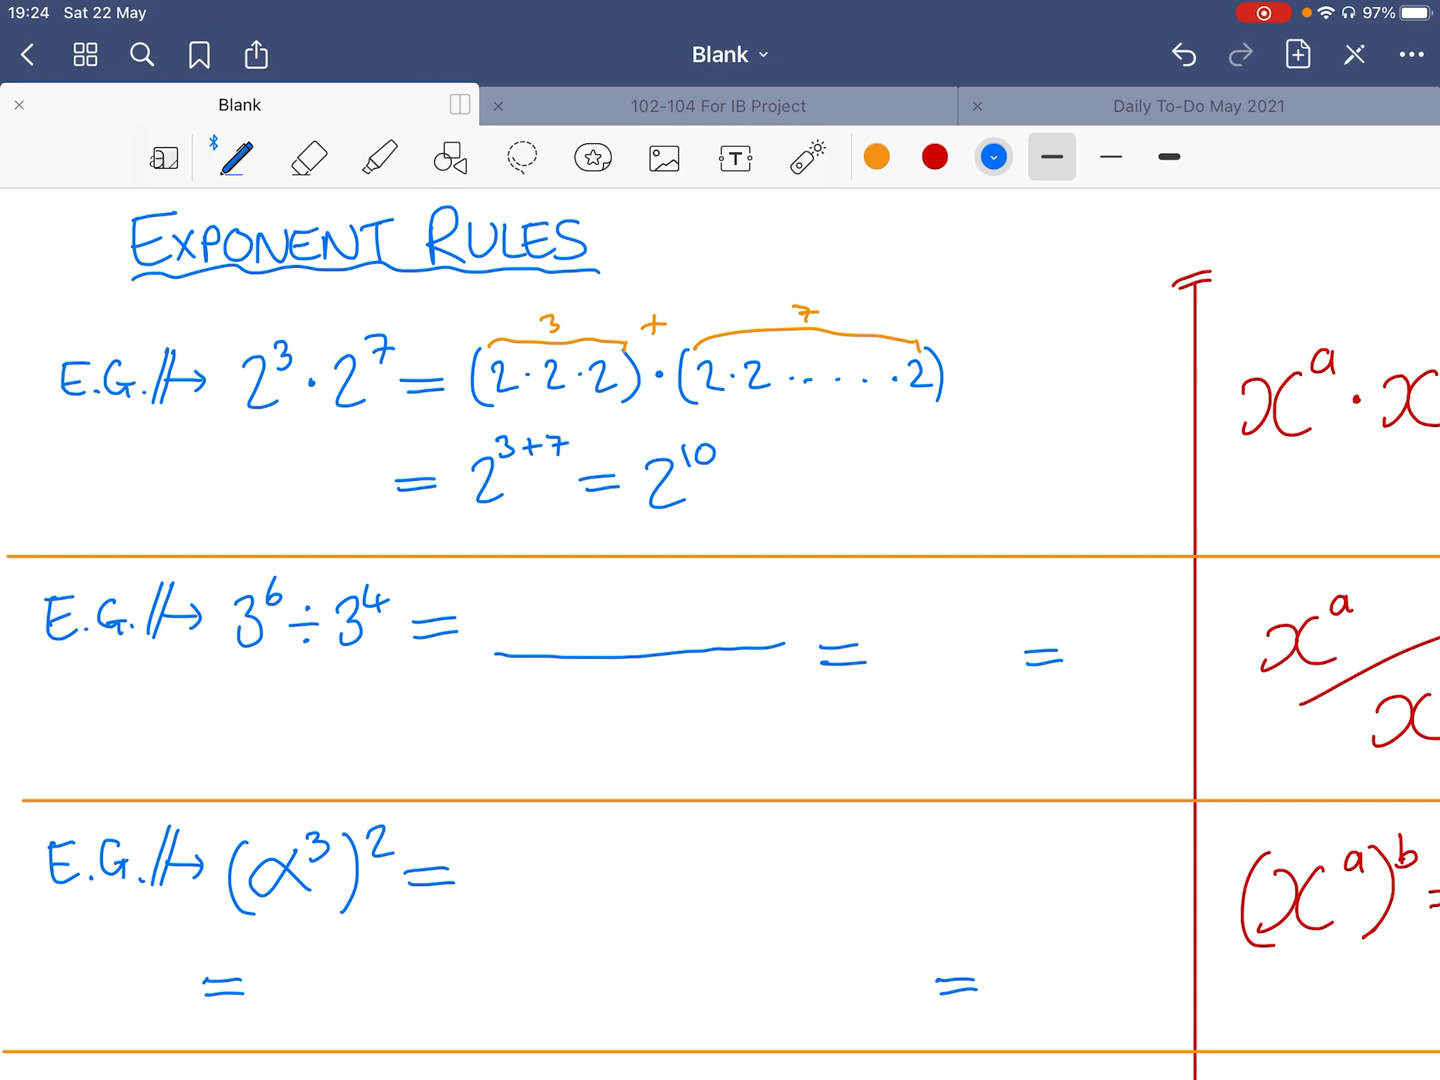 19:24 Sat 22 May 97%
Blank
Blank 102-104 For IB Project Daily To-Do May 2021
T
EXPONENT RULES
3 + 7
E.G.//→ 2³·2⁷ = (2·2·2)·(2·2·····2)
= 2³⁺⁷ = 2¹⁰
xᵃ·x
E.G.//→ 3⁶÷3⁴ = ———— = =
xᵃ/x
E.G.//→ (α³)² =
= =
(xᵃ)ᵇ =